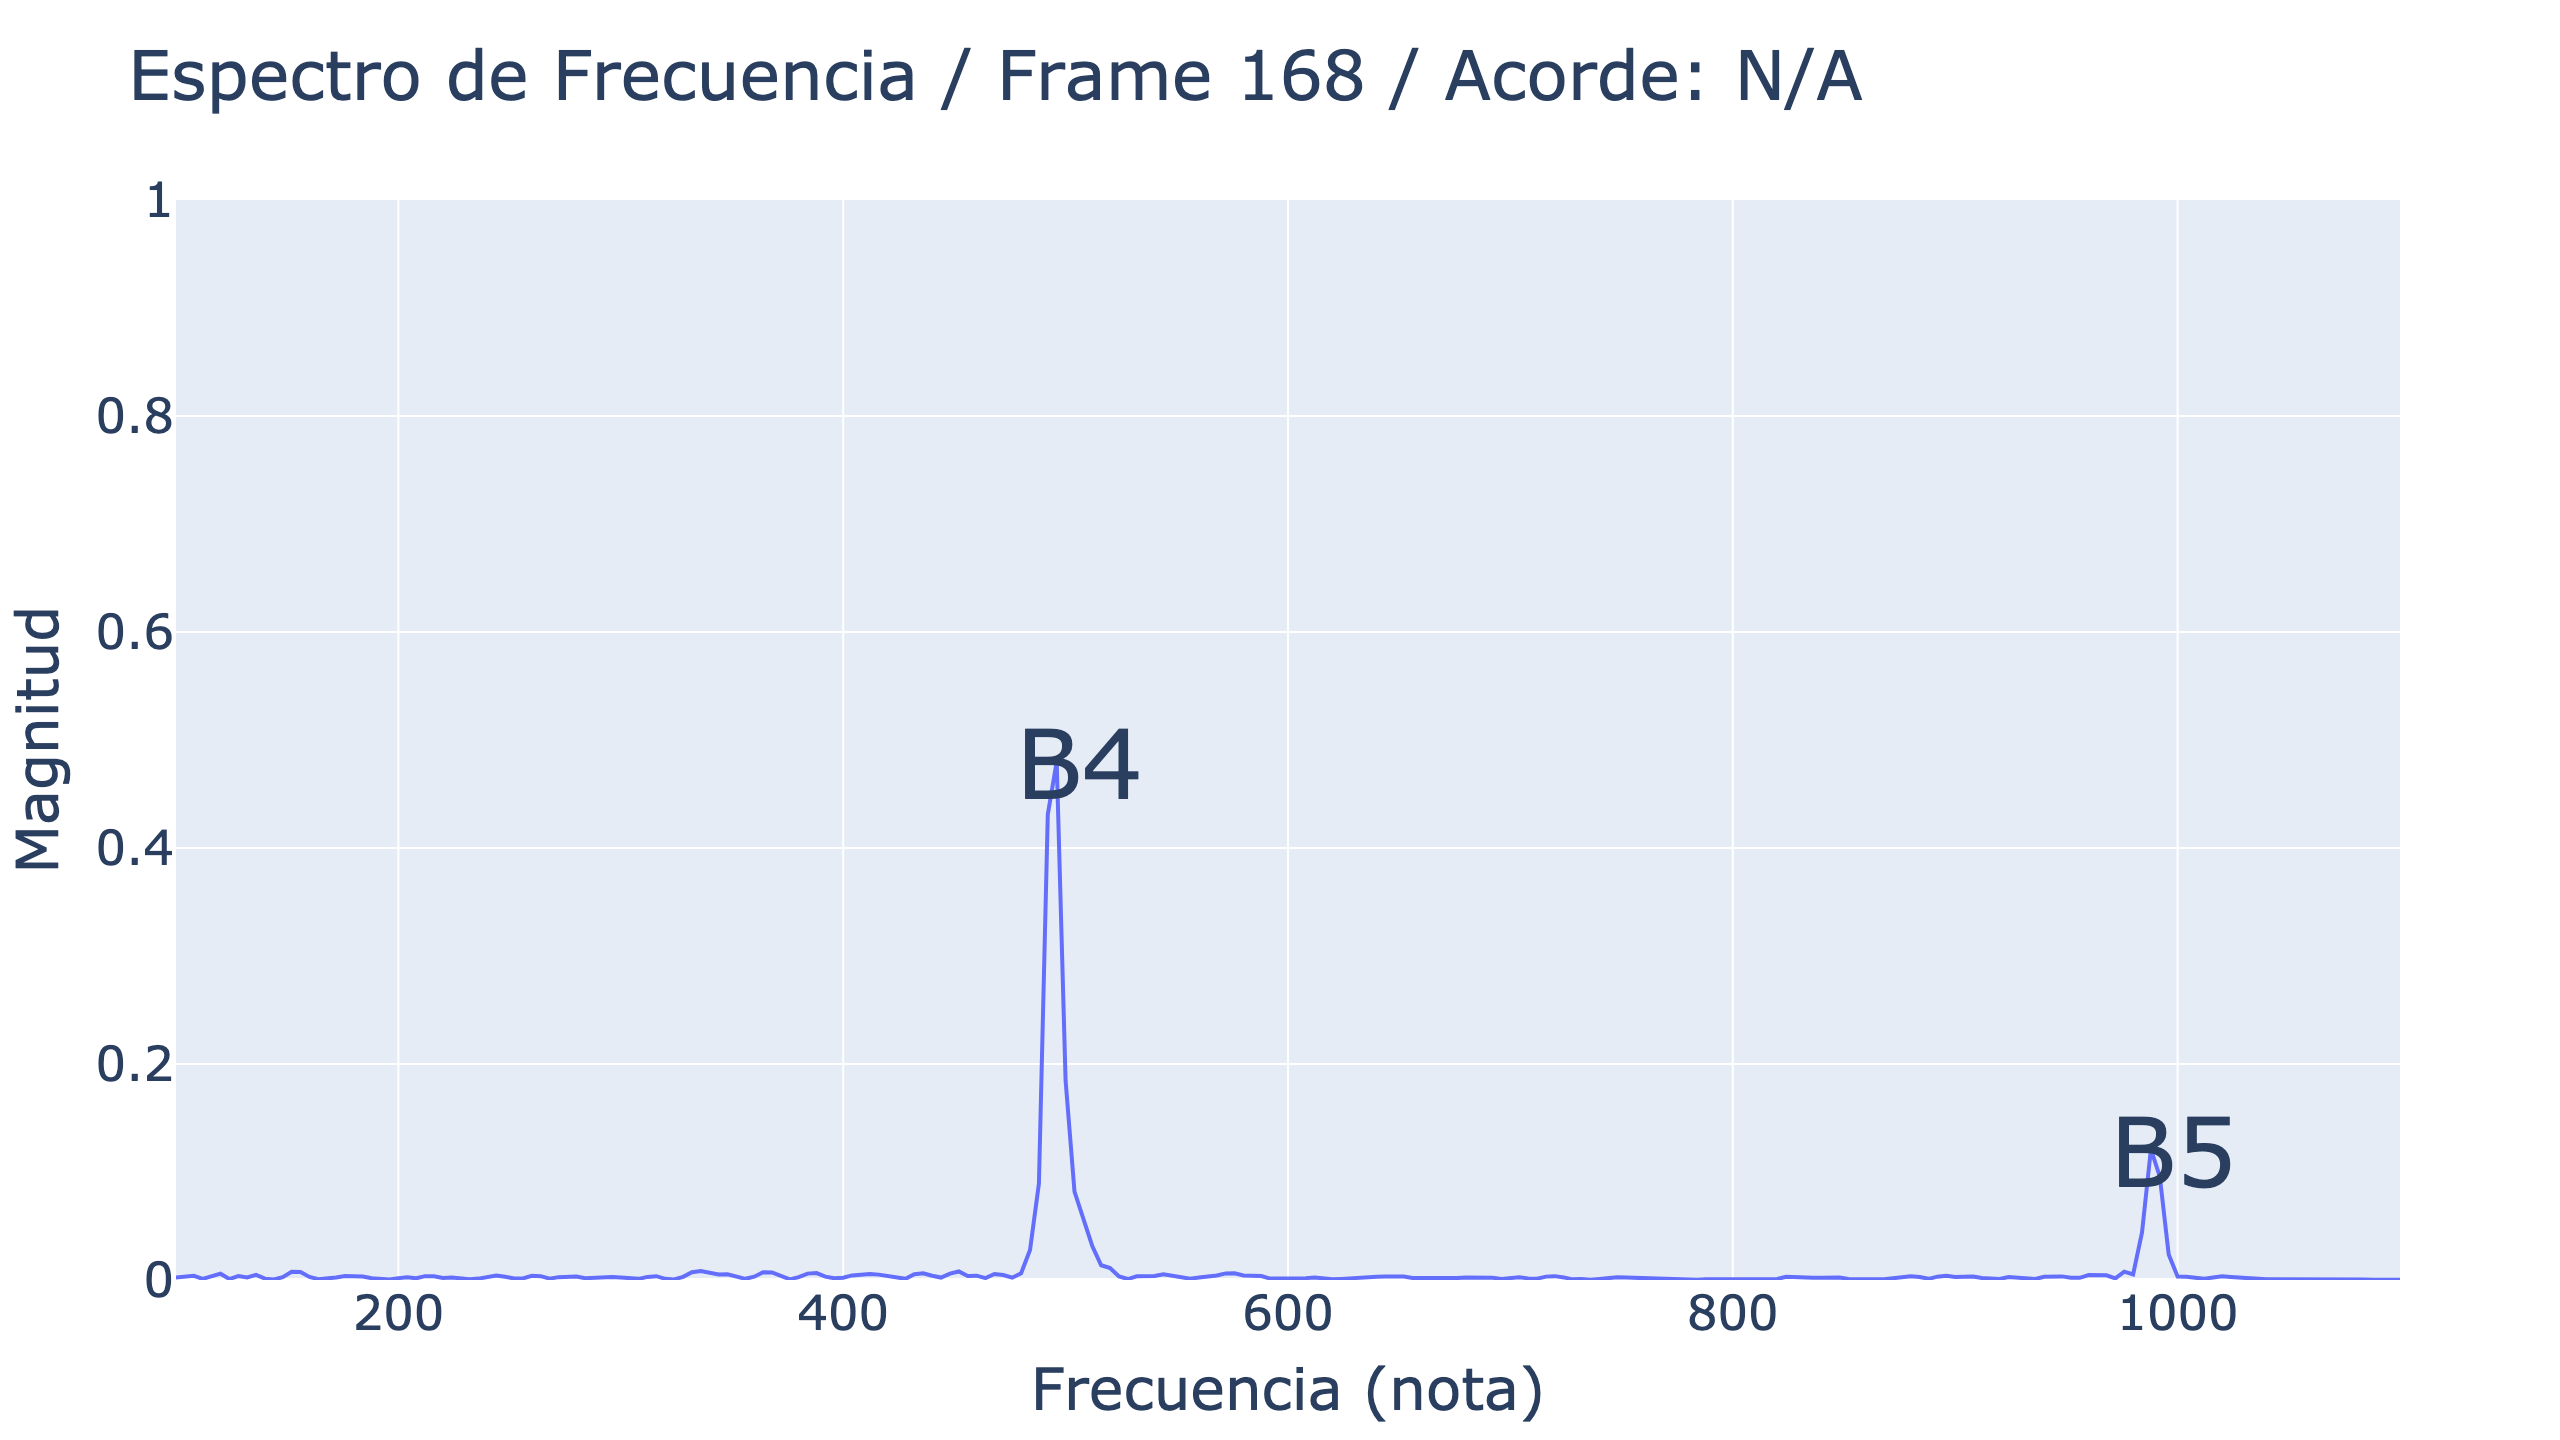 Espectro de Frecuencia / Frame 168 / Acorde: N/A
1
0.8
0.6
0.4
0.2
0
Magnitud
B4
B5
200 400 600 800 1000
Frecuencia (nota)